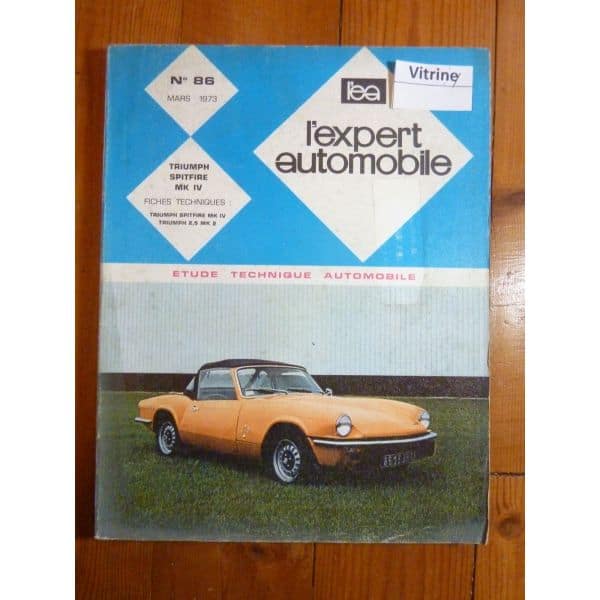 N° 86
MARS 1973
l'ea
Vitrine
l'expert
automobile
TRIUMPH
SPITFIRE
MK IV
FICHES TECHNIQUES :
TRIUMPH SPITFIRE MK IV
TRIUMPH 2,5 MK 2
ETUDE TECHNIQUE AUTOMOBILE